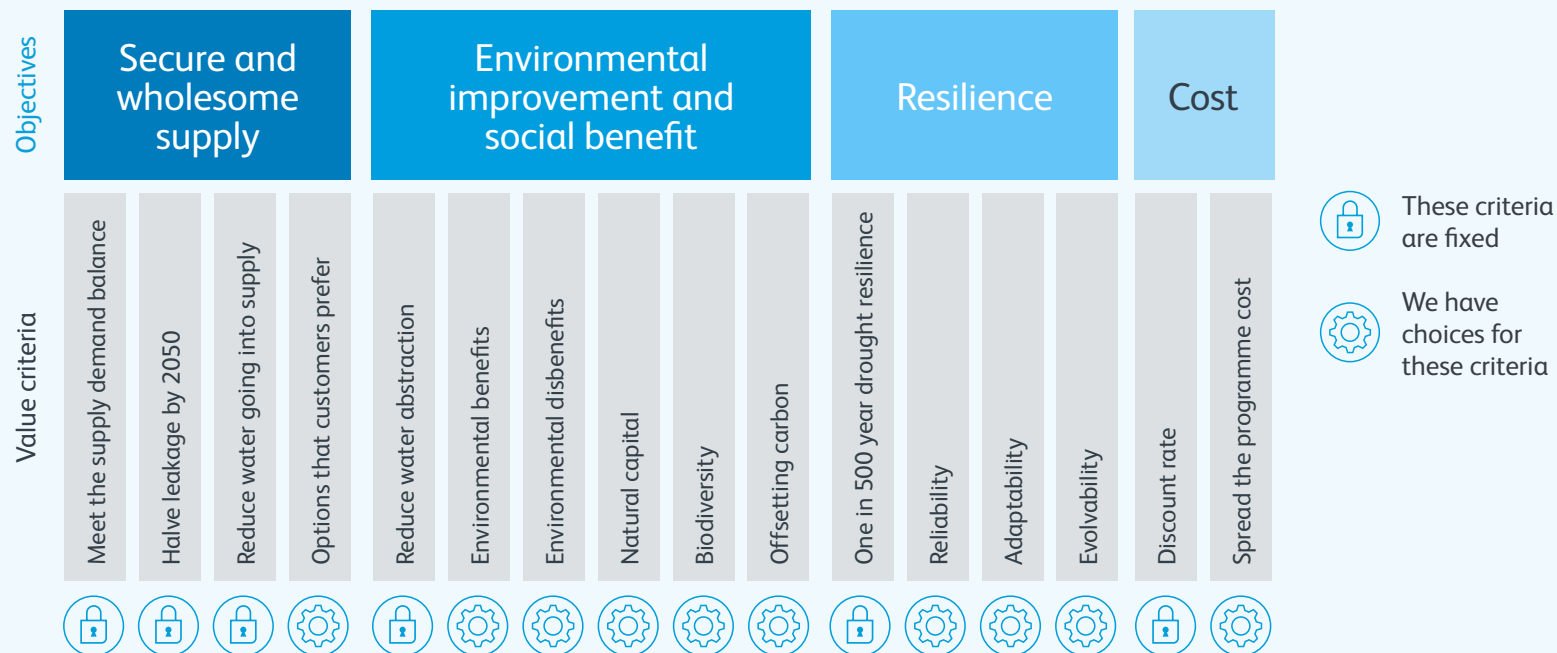 Objectives
Secure and
wholesome
supply
Environmental
improvement and
social benefit
Resilience
Cost
Value criteria
Meet the supply demand balance
Halve leakage by 2050
Reduce water going into supply
Options that customers prefer
Reduce water abstraction
Environmental benefits
Environmental disbenefits
Natural capital
Biodiversity
Offsetting carbon
One in 500 year drought resilience
Reliability
Adaptability
Evolvability
Discount rate
Spread the programme cost
These criteria
are fixed
We have
choices for
these criteria